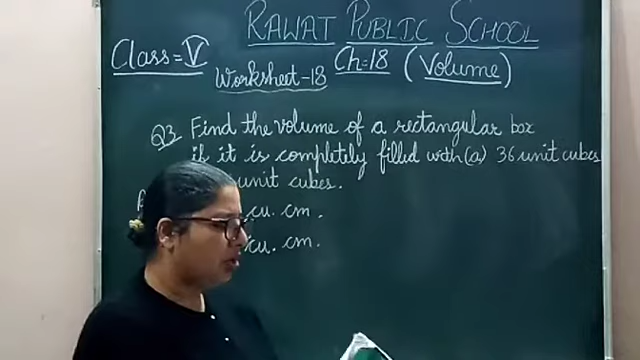 RAWAT PUBLIC SCHOOL
Class = V
Ch=18 (Volume)
Worksheet-18
Q3 Find the volume of a rectangular box
if it is completely filled with (a) 36 unit cubes
unit cubes.
cu. cm.
cu. cm.